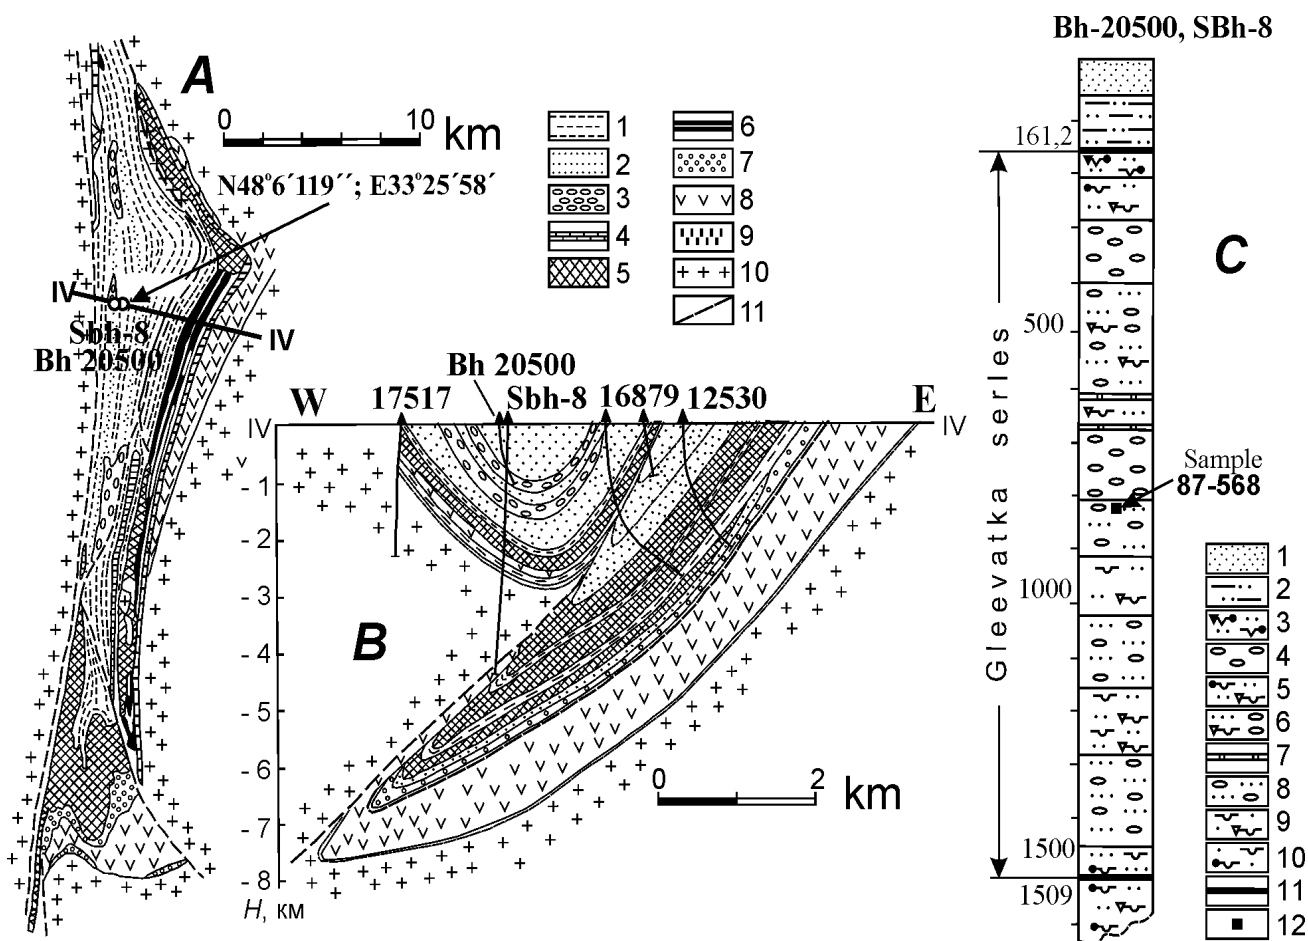 Bh-20500, SBh-8
A
0 10 km
N48°6´119´´; E33°25´58´
IV
Sbh-8
Bh 20500
IV
1 6
2 7
3 8
4 9
5 10
11
Bh 20500
W 17517 Sbh-8 16879 12530 E
IV IV
- 1
- 2
- 3
- 4
- 5
- 6
- 7
- 8
H, км
B
0 2 km
161,2
500
1000
1500
1509
Gleevatka serles
C
Sample
87-568
1
2
3
4
5
6
7
8
9
10
11
12